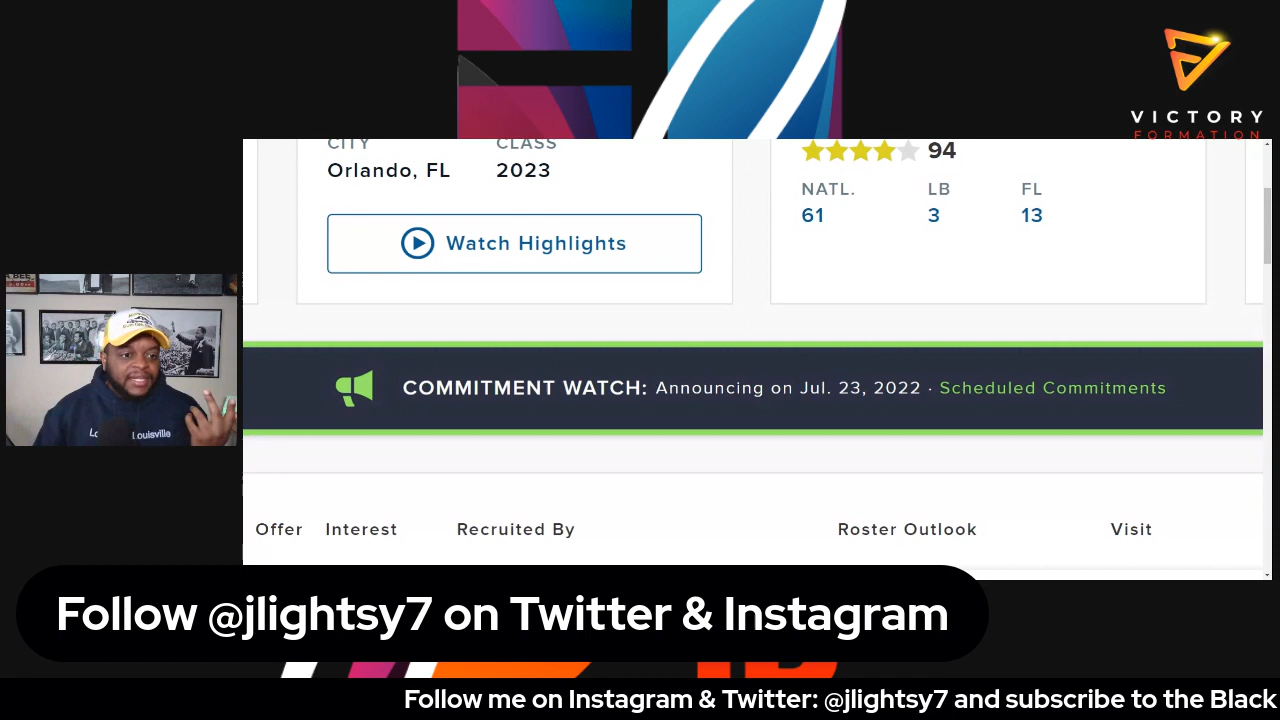 VICTORY
FORMATION
CITY CLASS
Orlando, FL 2023
94
NATL. LB FL
61 3 13
Watch Highlights
COMMITMENT WATCH: Announcing on Jul. 23, 2022 · Scheduled Commitments
Offer Interest Recruited By Roster Outlook Visit
Louisville
Follow @jlightsy7 on Twitter & Instagram
Follow me on Instagram & Twitter: @jlightsy7 and subscribe to the Black